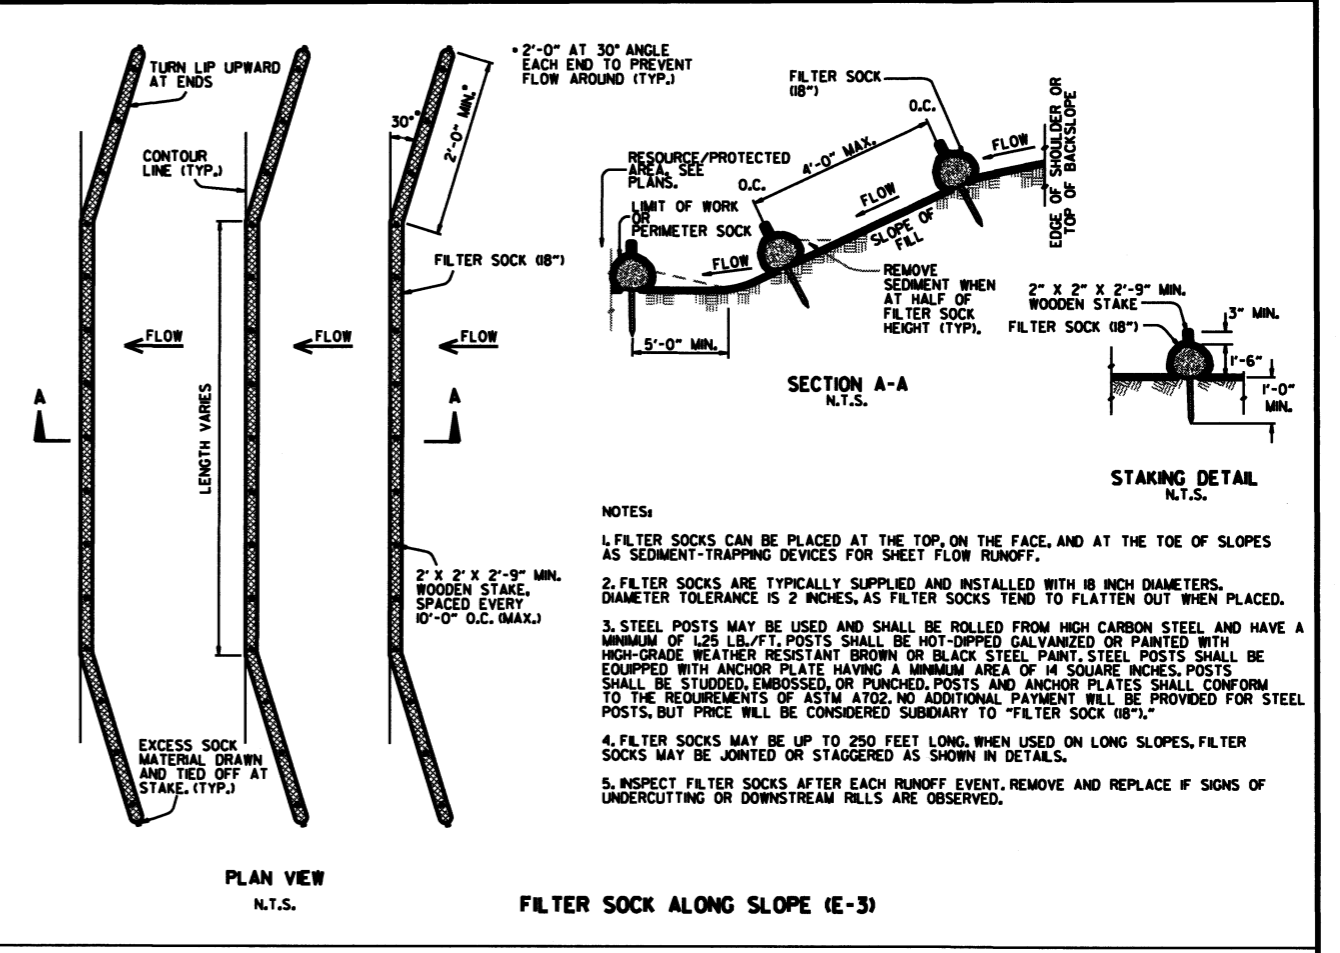 TURN LIP UPWARD
AT ENDS
• 2'-0" AT 30° ANGLE
EACH END TO PREVENT
FLOW AROUND (TYP.)
30°•
2'-0" MIN.•
CONTOUR
LINE (TYP.)
FILTER SOCK (18")
FLOW
FLOW
FLOW
A
A
LENGTH VARIES
2' X 2' X 2'-9" MIN.
WOODEN STAKE,
SPACED EVERY
10'-0" O.C. (MAX.)
EXCESS SOCK
MATERIAL DRAWN
AND TIED OFF AT
STAKE. (TYP.)
PLAN VIEW
N.T.S.
FILTER SOCK
(18")
O.C.
4'-0" MAX.
O.C.
FLOW
FLOW
FLOW
EDGE OF SHOULDER OR
TOP OF BACKSLOPE
RESOURCE/PROTECTED
AREA, SEE
PLANS.
LIMIT OF WORK
OR
PERIMETER SOCK
SLOPE OF
FILL
REMOVE
SEDIMENT WHEN
AT HALF OF
FILTER SOCK
HEIGHT (TYP).
5'-0" MIN.
SECTION A-A
N.T.S.
2" X 2" X 2'-9" MIN.
WOODEN STAKE
FILTER SOCK (18")
3" MIN.
1'-6"
1'-0"
MIN.
STAKING DETAIL
N.T.S.
NOTES:
1. FILTER SOCKS CAN BE PLACED AT THE TOP, ON THE FACE, AND AT THE TOE OF SLOPES
AS SEDIMENT-TRAPPING DEVICES FOR SHEET FLOW RUNOFF.
2. FILTER SOCKS ARE TYPICALLY SUPPLIED AND INSTALLED WITH 18 INCH DIAMETERS.
DIAMETER TOLERANCE IS 2 INCHES, AS FILTER SOCKS TEND TO FLATTEN OUT WHEN PLACED.
3. STEEL POSTS MAY BE USED AND SHALL BE ROLLED FROM HIGH CARBON STEEL AND HAVE A
MINIMUM OF 1.25 LB./FT. POSTS SHALL BE HOT-DIPPED GALVANIZED OR PAINTED WITH
HIGH-GRADE WEATHER RESISTANT BROWN OR BLACK STEEL PAINT. STEEL POSTS SHALL BE
EQUIPPED WITH ANCHOR PLATE HAVING A MINIMUM AREA OF 14 SQUARE INCHES. POSTS
SHALL BE STUDDED, EMBOSSED, OR PUNCHED. POSTS AND ANCHOR PLATES SHALL CONFORM
TO THE REQUIREMENTS OF ASTM A702. NO ADDITIONAL PAYMENT WILL BE PROVIDED FOR STEEL
POSTS, BUT PRICE WILL BE CONSIDERED SUBIDIARY TO "FILTER SOCK (18")."
4. FILTER SOCKS MAY BE UP TO 250 FEET LONG. WHEN USED ON LONG SLOPES, FILTER
SOCKS MAY BE JOINTED OR STAGGERED AS SHOWN IN DETAILS.
5. INSPECT FILTER SOCKS AFTER EACH RUNOFF EVENT. REMOVE AND REPLACE IF SIGNS OF
UNDERCUTTING OR DOWNSTREAM RILLS ARE OBSERVED.
FILTER SOCK ALONG SLOPE (E-3)